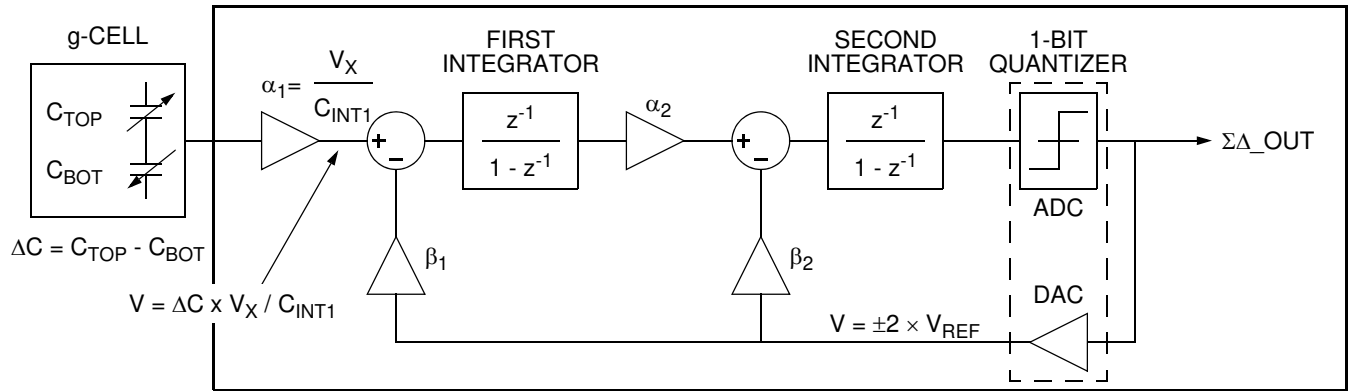 g-CELL
C_TOP
C_BOT
ΔC = C_TOP - C_BOT
α₁= V_X / C_INT1
V = ΔC x V_X / C_INT1
FIRST
INTEGRATOR
z⁻¹
1 - z⁻¹
α₂
β₁
β₂
SECOND
INTEGRATOR
z⁻¹
1 - z⁻¹
1-BIT
QUANTIZER
ADC
DAC
V = ±2 × V_REF
ΣΔ_OUT
+
-
+
-